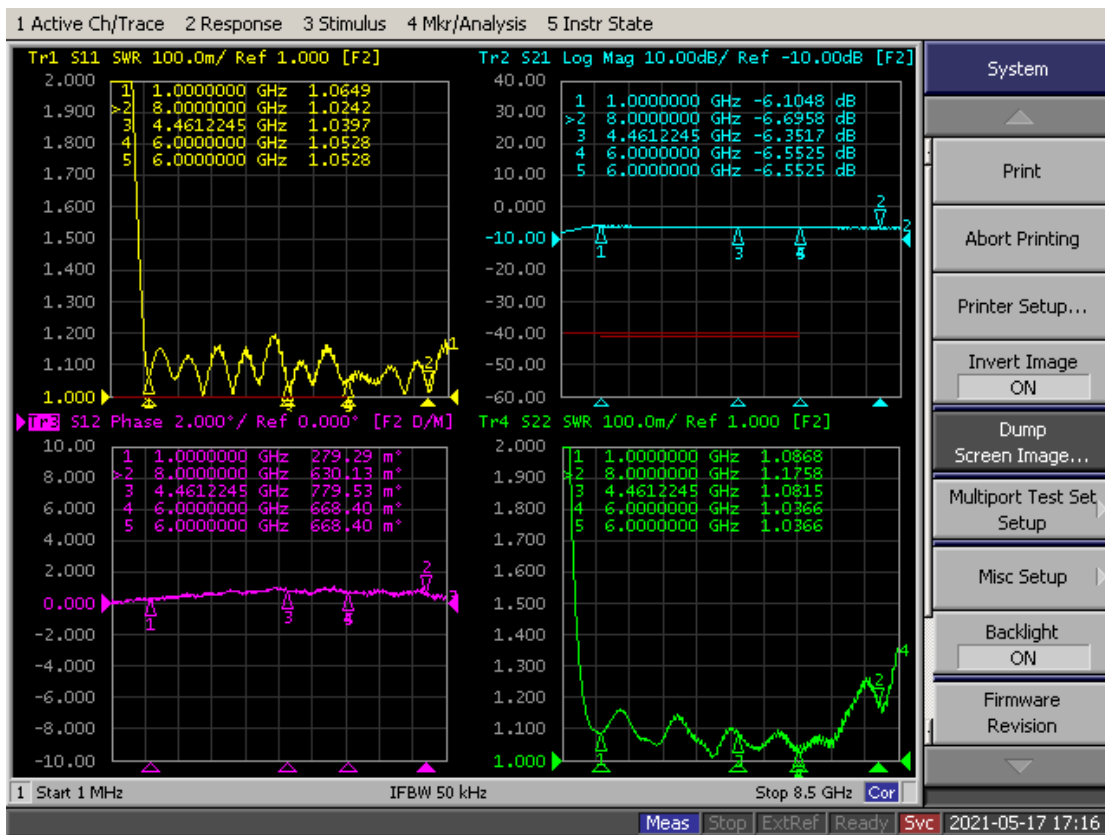 1 Active Ch/Trace 2 Response 3 Stimulus 4 Mkr/Analysis 5 Instr State
Tr1 S11 SWR 100.0m/ Ref 1.000 [F2]
2.000
1.900
1.800
1.700
1.600
1.500
1.400
1.300
1.200
1.100
1.000
1 1.0000000 GHz 1.0649
>2 8.0000000 GHz 1.0242
3 4.4612245 GHz 1.0397
4 6.0000000 GHz 1.0528
5 6.0000000 GHz 1.0528
2
1
Tr2 S21 Log Mag 10.00dB/ Ref -10.00dB [F2]
40.00
30.00
20.00
10.00
0.000
-10.00
-20.00
-30.00
-40.00
-50.00
-60.00
1 1.0000000 GHz -6.1048 dB
>2 8.0000000 GHz -6.6958 dB
3 4.4612245 GHz -6.3517 dB
4 6.0000000 GHz -6.5525 dB
5 6.0000000 GHz -6.5525 dB
2
2
1
3
Tr3 S12 Phase 2.000°/ Ref 0.000° [F2 D/M]
10.00
8.000
6.000
4.000
2.000
0.000
-2.000
-4.000
-6.000
-8.000
-10.00
1 1.0000000 GHz 279.29 m°
>2 8.0000000 GHz 630.13 m°
3 4.4612245 GHz 779.53 m°
4 6.0000000 GHz 668.40 m°
5 6.0000000 GHz 668.40 m°
2
1
3
Tr4 S22 SWR 100.0m/ Ref 1.000 [F2]
2.000
1.900
1.800
1.700
1.600
1.500
1.400
1.300
1.200
1.100
1.000
1 1.0000000 GHz 1.0868
>2 8.0000000 GHz 1.1758
3 4.4612245 GHz 1.0815
4 6.0000000 GHz 1.0366
5 6.0000000 GHz 1.0366
4
2
1
3
1 Start 1 MHz IFBW 50 kHz Stop 8.5 GHz Cor
System
Print
Abort Printing
Printer Setup...
Invert Image
ON
Dump
Screen Image...
Multiport Test Set
Setup
Misc Setup
Backlight
ON
Firmware
Revision
Meas Stop ExtRef Ready Svc 2021-05-17 17:16